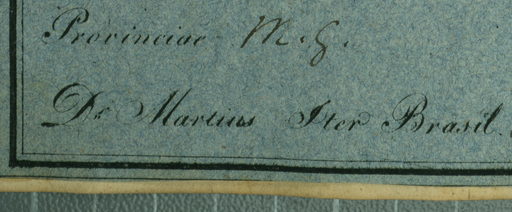 Provinciae M. G.
Dr. Martius Iter Brasil.